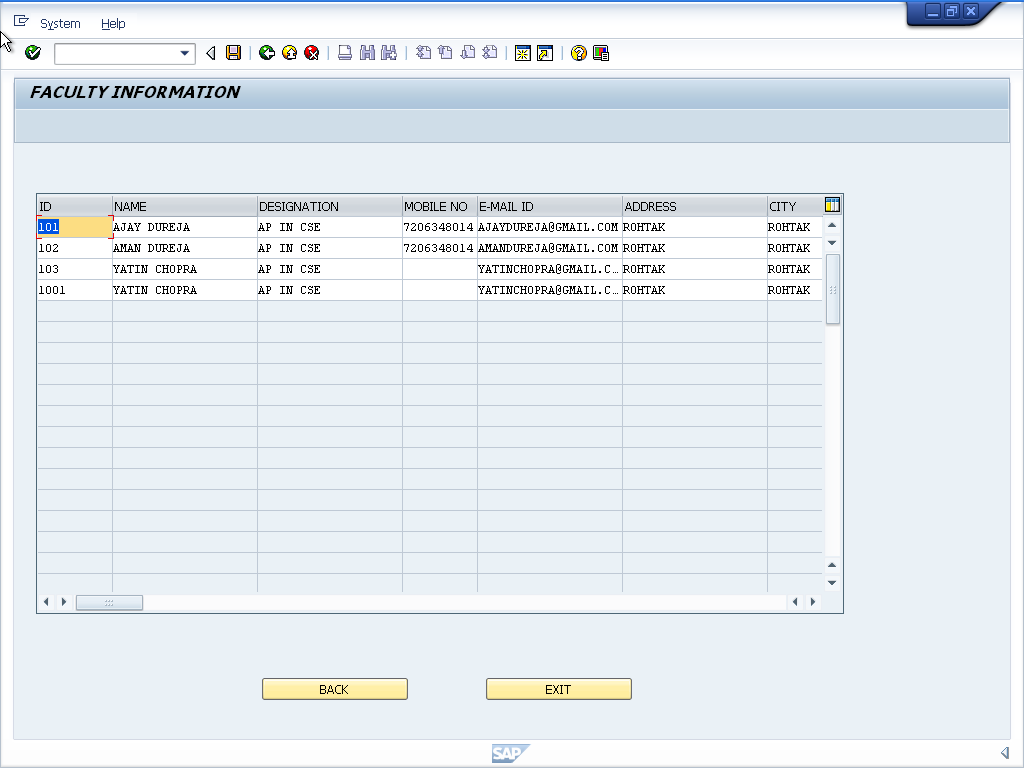 System Help
FACULTY INFORMATION
ID NAME DESIGNATION MOBILE NO E-MAIL ID ADDRESS CITY
101 AJAY DUREJA AP IN CSE 7206348014 AJAYDUREJA@GMAIL.COM ROHTAK ROHTAK
102 AMAN DUREJA AP IN CSE 7206348014 AMANDUREJA@GMAIL.COM ROHTAK ROHTAK
103 YATIN CHOPRA AP IN CSE YATINCHOPRA@GMAIL.C… ROHTAK ROHTAK
1001 YATIN CHOPRA AP IN CSE YATINCHOPRA@GMAIL.C… ROHTAK ROHTAK
BACK EXIT
SAP